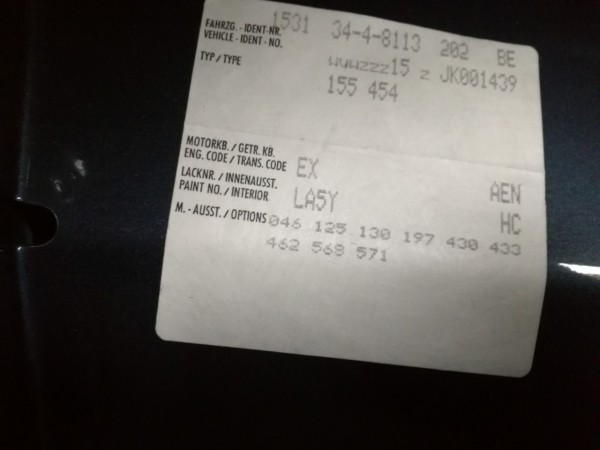 1531 34-4-8113 202 BE
FAHRZG. - IDENT-NR.
VEHICLE - IDENT - NO. WVWZZZ15 Z JK001439
TYP / TYPE 155 454
MOTORKB. / GETR. KB.
ENG. CODE / TRANS. CODE EX AEN
LACKNR. / INNENAUSST.
PAINT NO. / INTERIOR LA5Y HC
M. - AUSST. / OPTIONS 046 125 130 197 430 433
462 568 571